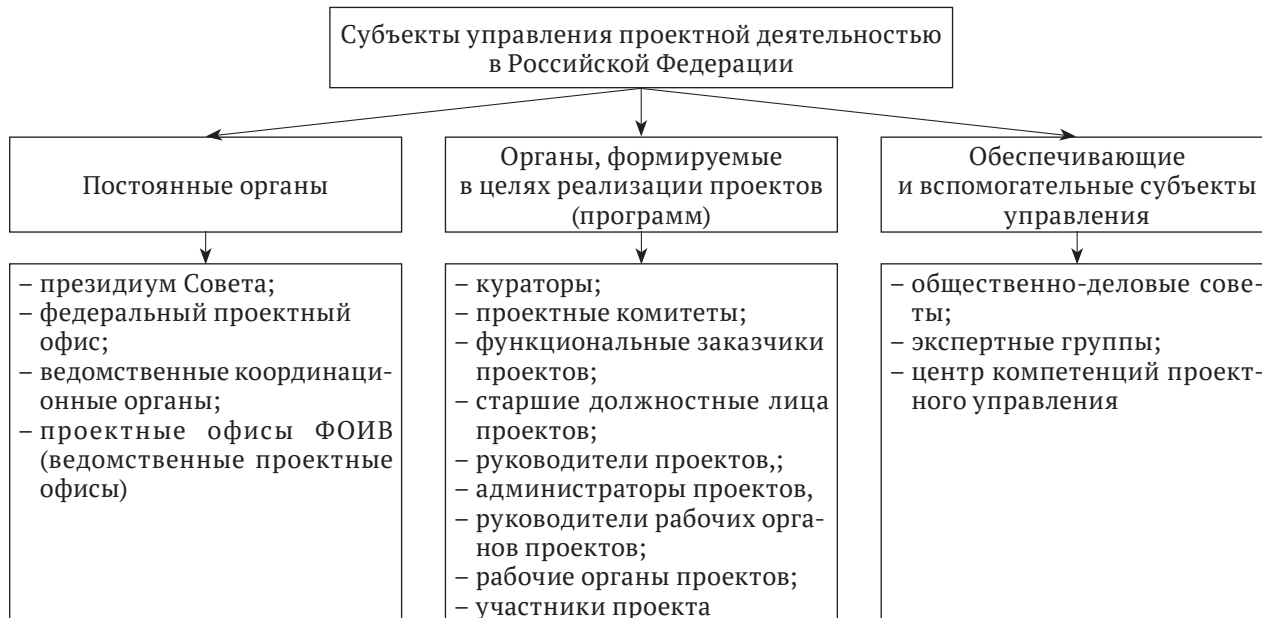 Субъекты управления проектной деятельностью
в Российской Федерации
Постоянные органы
Органы, формируемые
в целях реализации проектов
(программ)
Обеспечивающие
и вспомогательные субъекты
управления
– президиум Совета;
– федеральный проектный
офис;
– ведомственные координаци-
онные органы;
– проектные офисы ФОИВ
(ведомственные проектные
офисы)
– кураторы;
– проектные комитеты;
– функциональные заказчики
проектов;
– старшие должностные лица
проектов;
– руководители проектов,;
– администраторы проектов,
– руководители рабочих орга-
нов проектов;
– рабочие органы проектов;
– участники проекта
– общественно-деловые сове-
ты;
– экспертные группы;
– центр компетенций проект-
ного управления